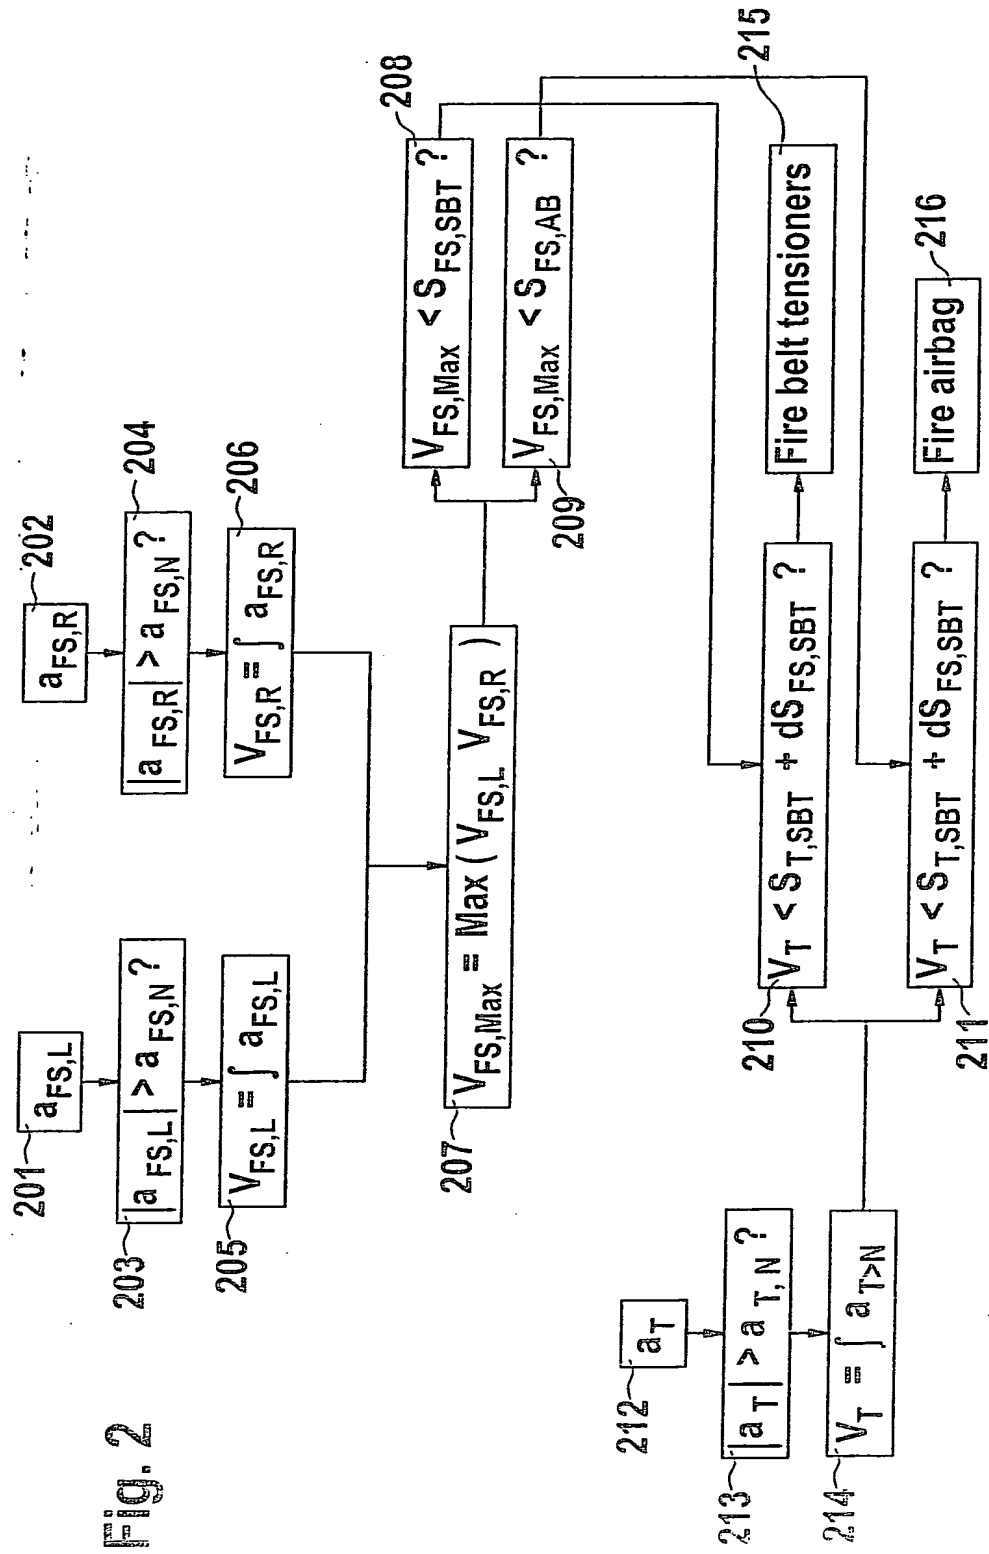 Fig. 2
201
a_FS,L
203
|a_FS,L| > a_FS,N ?
205
V_FS,L = ∫ a_FS,L
202
a_FS,R
204
|a_FS,R| > a_FS,N ?
206
V_FS,R = ∫ a_FS,R
207
V_FS,Max = Max ( V_FS,L V_FS,R )
208
V_FS,Max < S_FS,SBT ?
209
V_FS,Max < S_FS,AB ?
212
a_T
213
|a_T| > a_T,N ?
214
V_T = ∫ a_T>N
210
V_T < S_T,SBT + dS_FS,SBT ?
211
V_T < S_T,SBT + dS_FS,SBT ?
215
Fire belt tensioners
216
Fire airbag